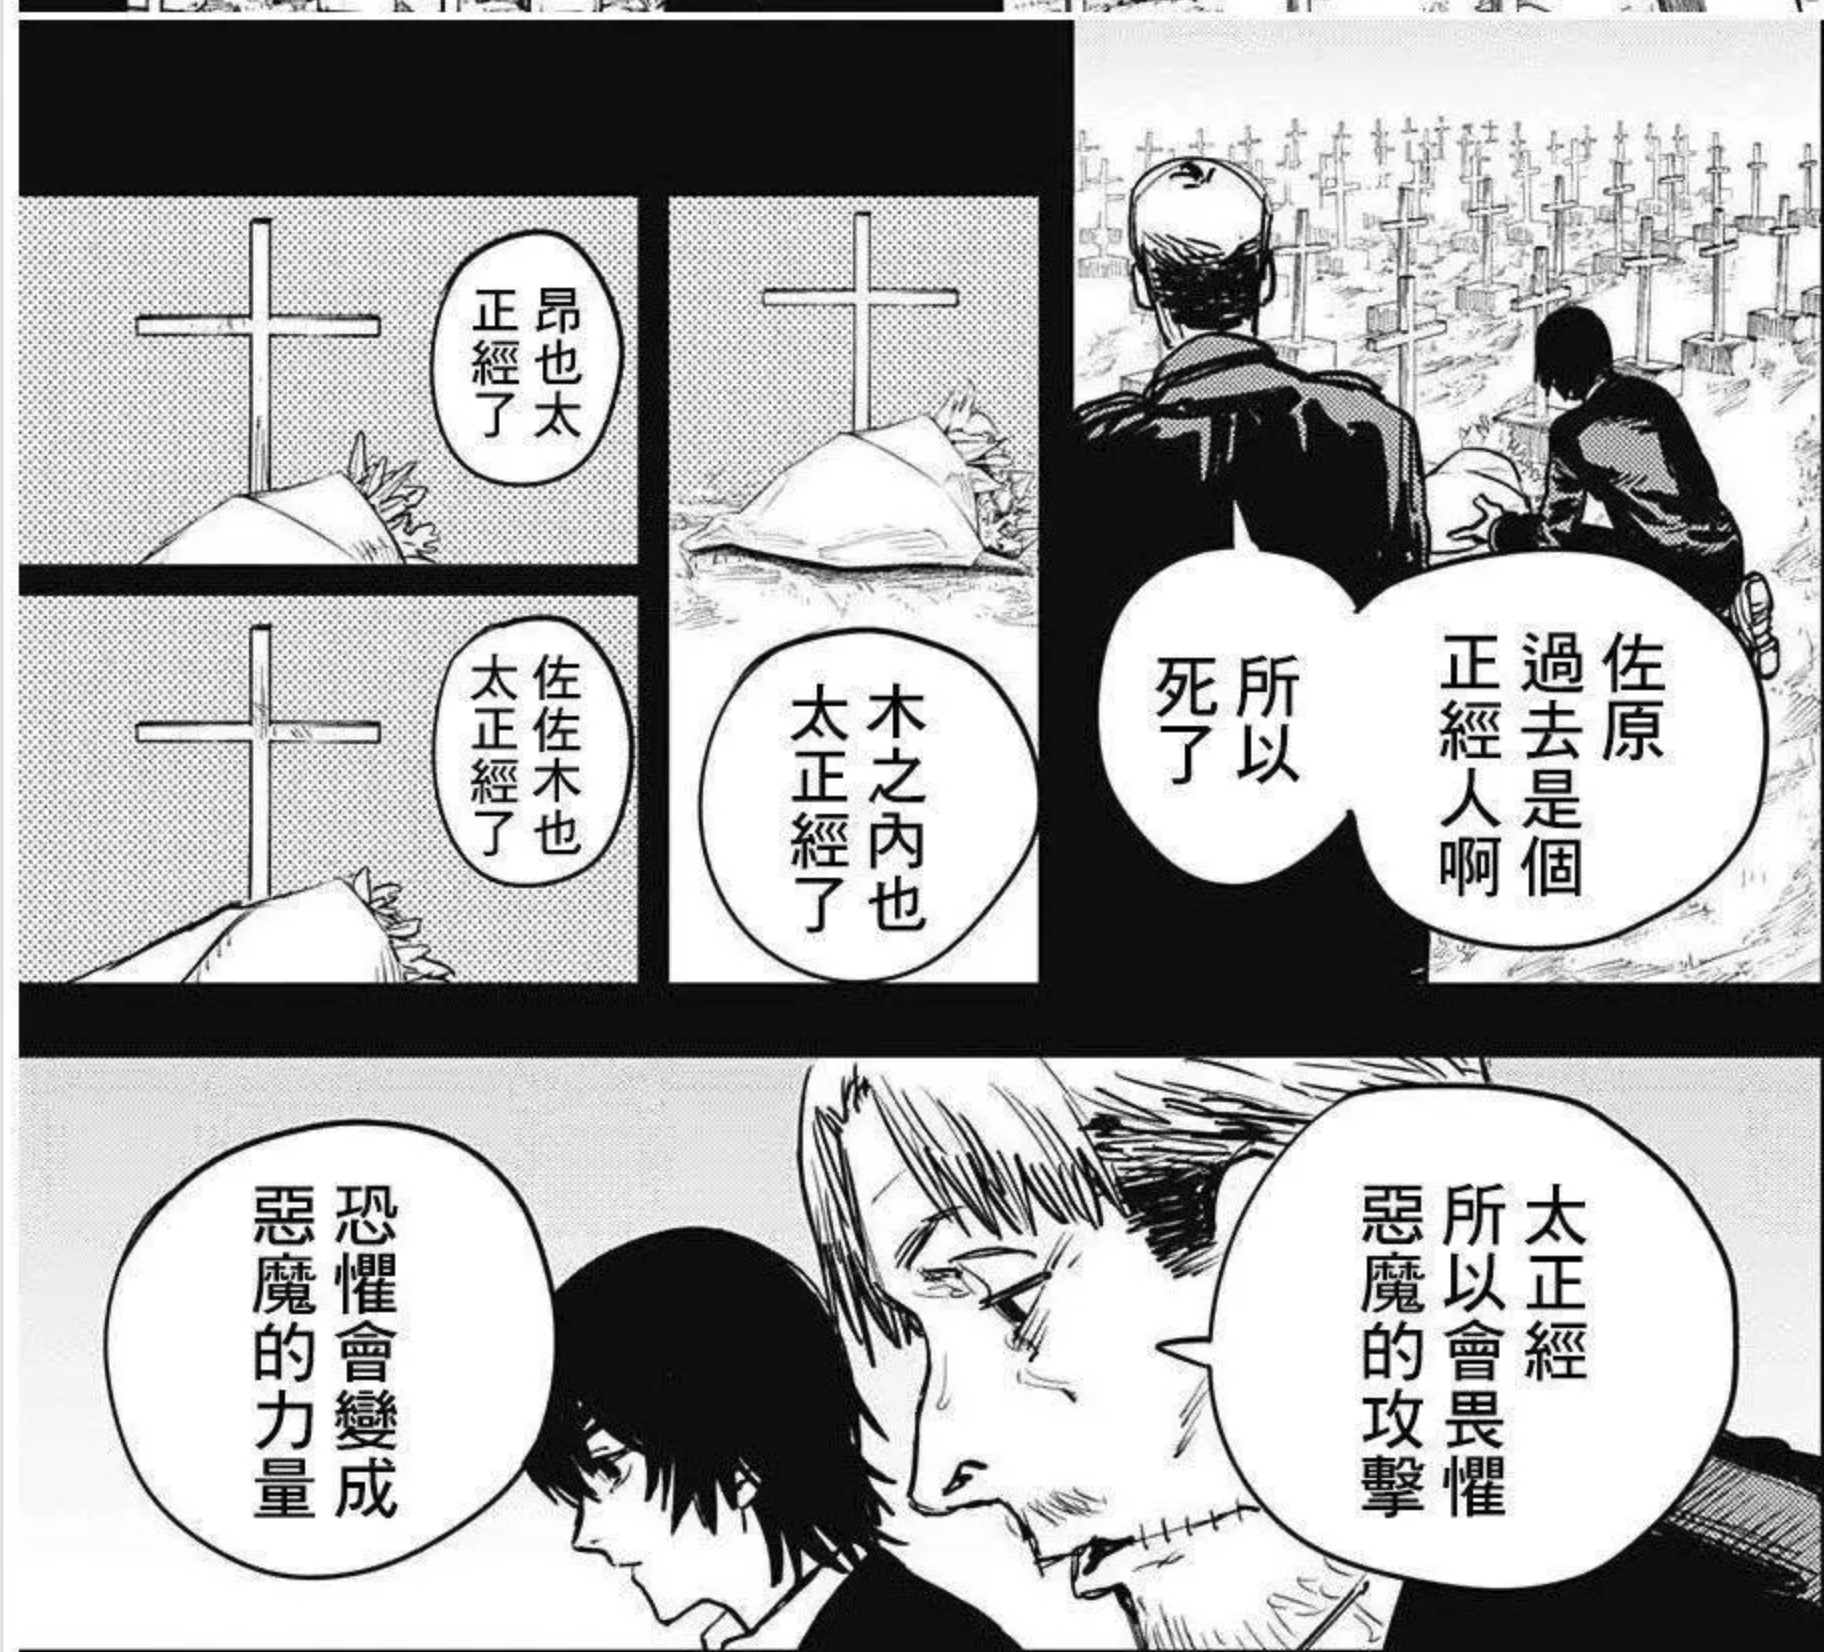 佐原
過去是個
正經人啊
所以
死了
木之內也
太正經了
昂也太
正經了
佐佐木也
太正經了
太正經
所以會畏懼
惡魔的攻擊
恐懼會變成
惡魔的力量